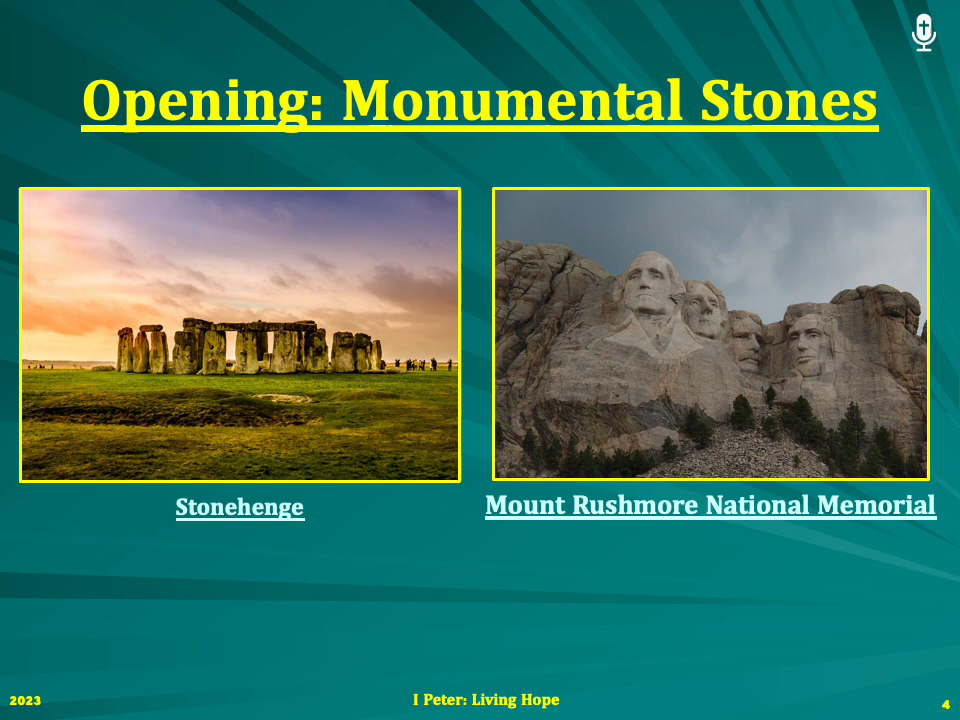 Opening: Monumental Stones
Stonehenge
Mount Rushmore National Memorial
2023
I Peter: Living Hope
4